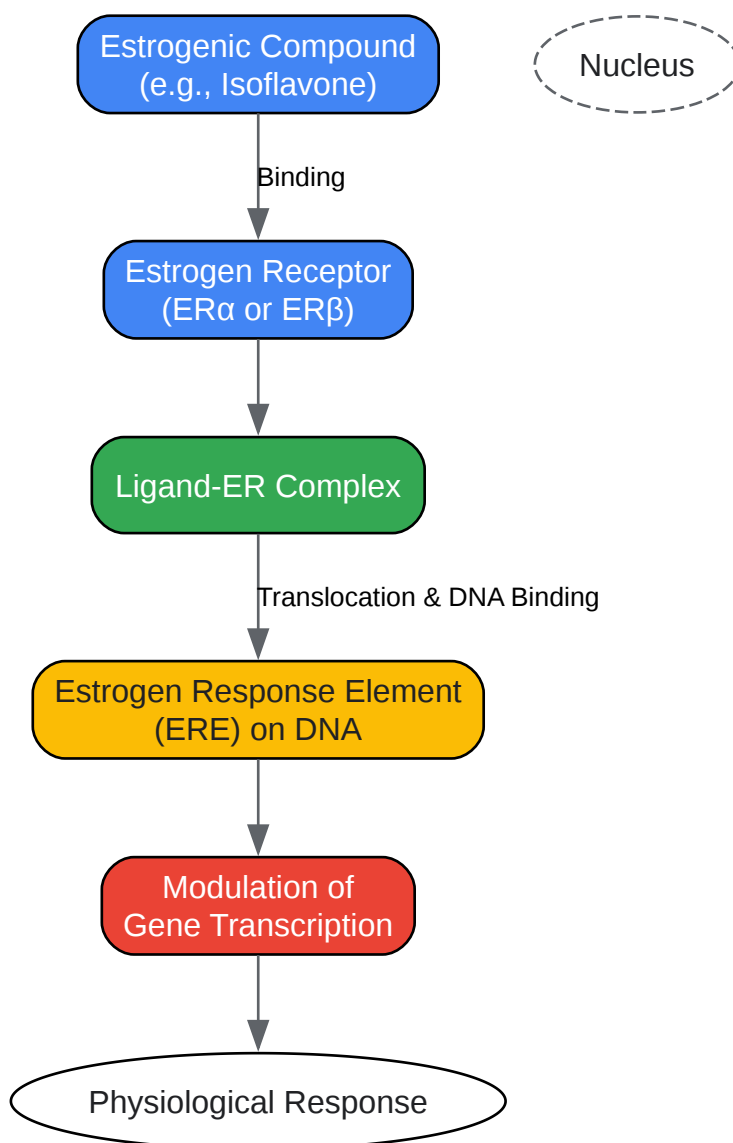 Estrogenic Compound
(e.g., Isoflavone)
Nucleus
Binding
Estrogen Receptor
(ERα or ERβ)
Ligand-ER Complex
Translocation & DNA Binding
Estrogen Response Element
(ERE) on DNA
Modulation of
Gene Transcription
Physiological Response